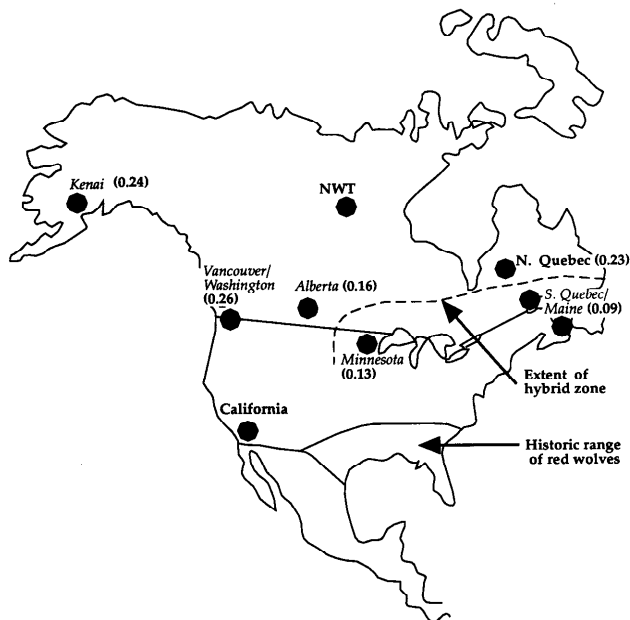 Kenai (0.24)
NWT
N. Quebec (0.23)
Vancouver/
Washington
(0.26)
Alberta (0.16)
S. Quebec/
Maine (0.09)
Minnesota
(0.13)
Extent of
hybrid zone
California
Historic range
of red wolves